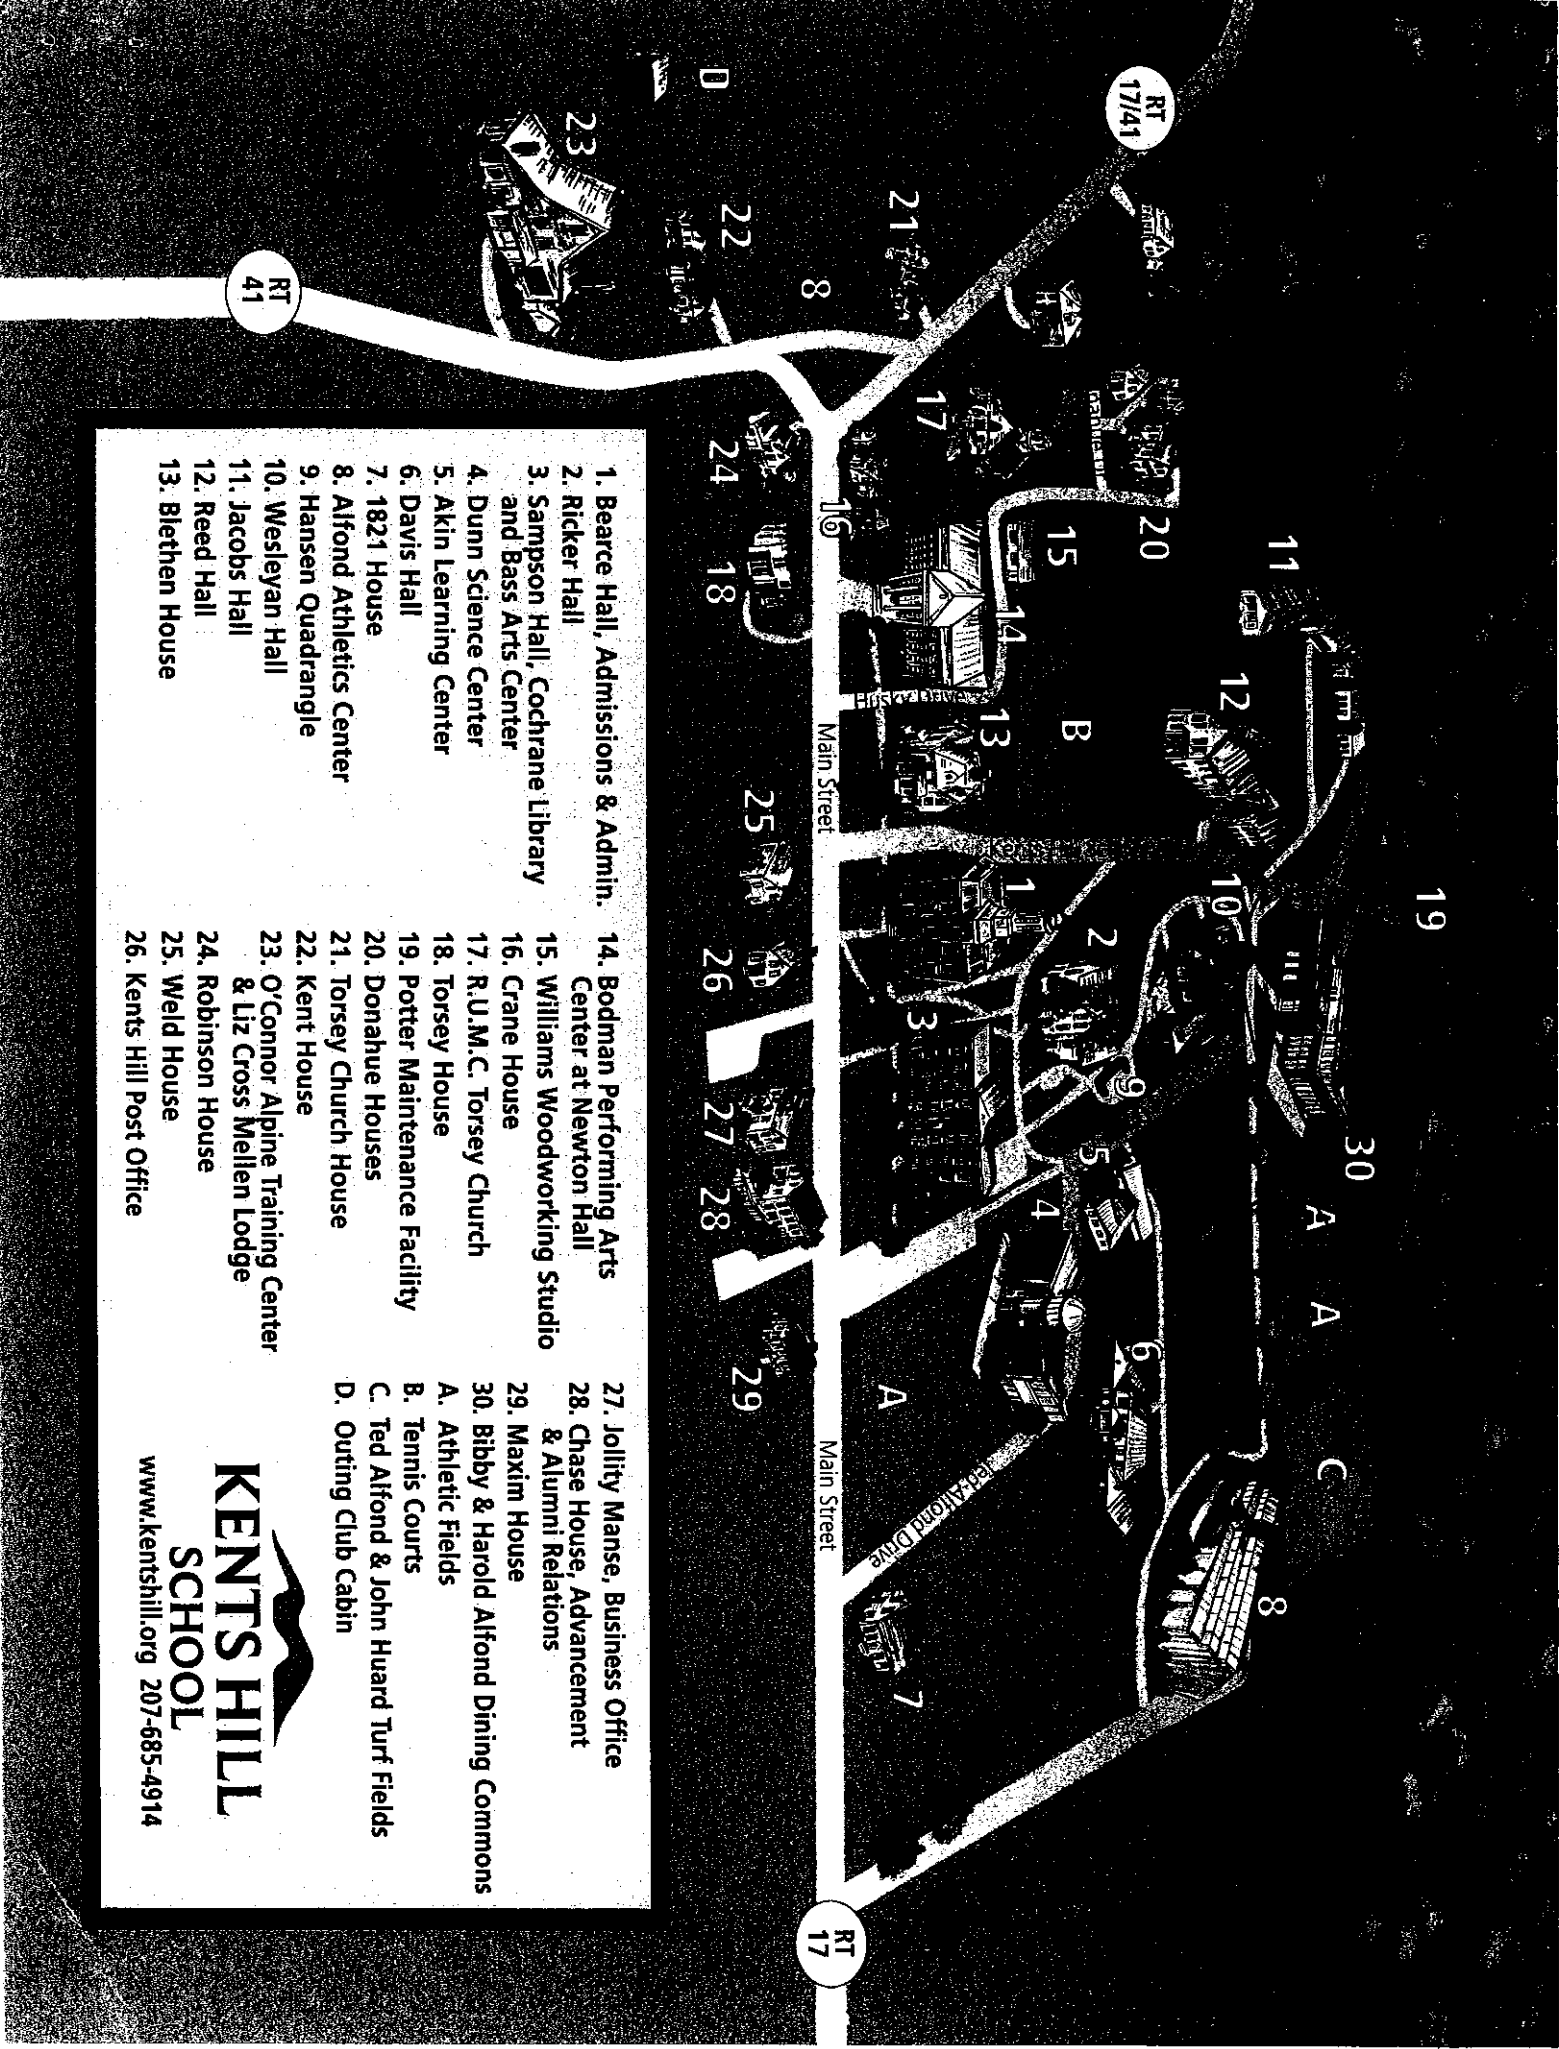 RT
17/41
RT
41
RT
17
D
23
22
8
21
17
24
16
18
20
15
14
11
12
13
B
Husky Drive
Main Street
25
1
10
19
2
26
3
9
27
28
5
4
30
A
A
6
29
A
C
Main Street
Ted Alfond Drive
8
7
1. Bearce Hall, Admissions & Admin.
2. Ricker Hall
3. Sampson Hall, Cochrane Library
and Bass Arts Center
4. Dunn Science Center
5. Akin Learning Center
6. Davis Hall
7. 1821 House
8. Alfond Athletics Center
9. Hansen Quadrangle
10. Wesleyan Hall
11. Jacobs Hall
12. Reed Hall
13. Blethen House
14. Bodman Performing Arts
Center at Newton Hall
15. Williams Woodworking Studio
16. Crane House
17. R.U.M.C. Torsey Church
18. Torsey House
19. Potter Maintenance Facility
20. Donahue Houses
21. Torsey Church House
22. Kent House
23. O'Connor Alpine Training Center
& Liz Cross Mellen Lodge
24. Robinson House
25. Weld House
26. Kents Hill Post Office
27. Jollity Manse, Business Office
28. Chase House, Advancement
& Alumni Relations
29. Maxim House
30. Bibby & Harold Alfond Dining Commons
A. Athletic Fields
B. Tennis Courts
C. Ted Alfond & John Huard Turf Fields
D. Outing Club Cabin
KENTS HILL
SCHOOL
www.kentshill.org 207-685-4914